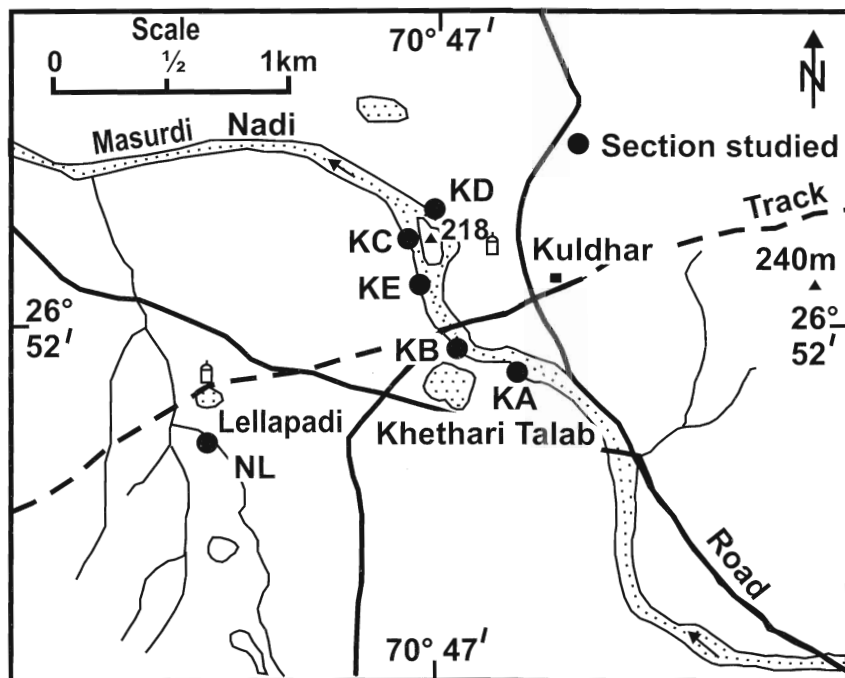 Scale
0 ½ 1km
70° 47′
N
Masurdi Nadi
Section studied
KD
Track
KC
218
Kuldhar
240m
KE
26°
52′
26°
52′
KB
KA
Lellapadi
Khethari Talab
NL
Road
70° 47′